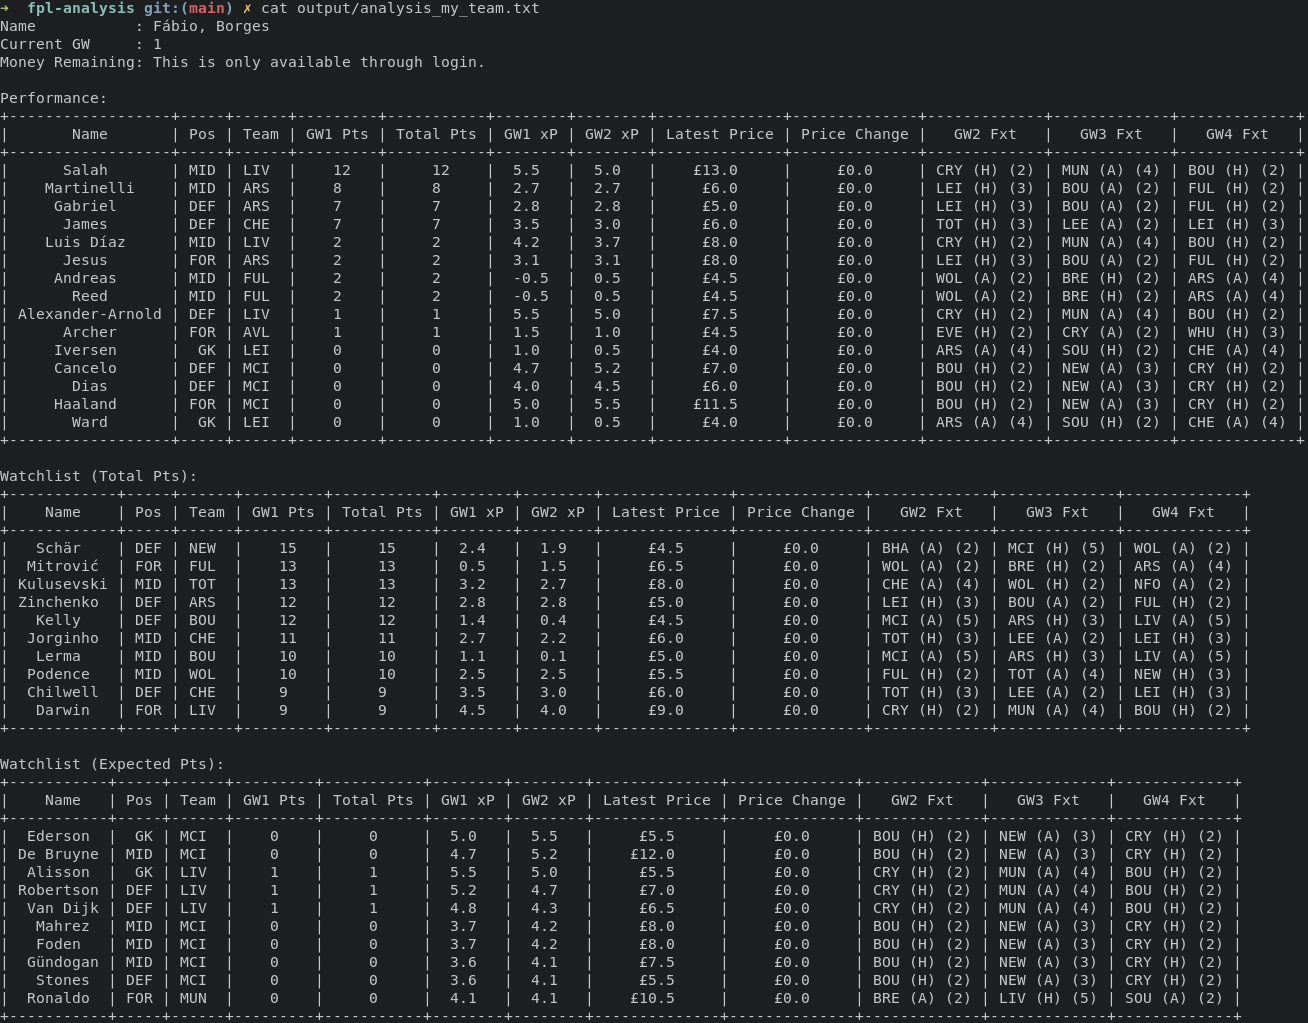 ➜  fpl-analysis git:(main) ✗ cat output/analysis_my_team.txt
Name           : Fábio, Borges
Current GW     : 1
Money Remaining: This is only available through login.
Performance:
+------------------+-----+------+---------+-----------+--------+--------+--------------+--------------+-------------+-------------+-------------+
|       Name       | Pos | Team | GW1 Pts | Total Pts | GW1 xP | GW2 xP | Latest Price | Price Change |   GW2 Fxt   |   GW3 Fxt   |   GW4 Fxt   |
+------------------+-----+------+---------+-----------+--------+--------+--------------+--------------+-------------+-------------+-------------+
|      Salah       | MID | LIV  |    12   |     12    |  5.5   |  5.0   |    £13.0     |     £0.0     | CRY (H) (2) | MUN (A) (4) | BOU (H) (2) |
|    Martinelli    | MID | ARS  |    8    |     8     |  2.7   |  2.7   |     £6.0     |     £0.0     | LEI (H) (3) | BOU (A) (2) | FUL (H) (2) |
|     Gabriel      | DEF | ARS  |    7    |     7     |  2.8   |  2.8   |     £5.0     |     £0.0     | LEI (H) (3) | BOU (A) (2) | FUL (H) (2) |
|      James       | DEF | CHE  |    7    |     7     |  3.5   |  3.0   |     £6.0     |     £0.0     | TOT (H) (3) | LEE (A) (2) | LEI (H) (3) |
|    Luis Díaz     | MID | LIV  |    2    |     2     |  4.2   |  3.7   |     £8.0     |     £0.0     | CRY (H) (2) | MUN (A) (4) | BOU (H) (2) |
|      Jesus       | FOR | ARS  |    2    |     2     |  3.1   |  3.1   |     £8.0     |     £0.0     | LEI (H) (3) | BOU (A) (2) | FUL (H) (2) |
|     Andreas      | MID | FUL  |    2    |     2     |  -0.5  |  0.5   |     £4.5     |     £0.0     | WOL (A) (2) | BRE (H) (2) | ARS (A) (4) |
|       Reed       | MID | FUL  |    2    |     2     |  -0.5  |  0.5   |     £4.5     |     £0.0     | WOL (A) (2) | BRE (H) (2) | ARS (A) (4) |
| Alexander-Arnold | DEF | LIV  |    1    |     1     |  5.5   |  5.0   |     £7.5     |     £0.0     | CRY (H) (2) | MUN (A) (4) | BOU (H) (2) |
|      Archer      | FOR | AVL  |    1    |     1     |  1.5   |  1.0   |     £4.5     |     £0.0     | EVE (H) (2) | CRY (A) (2) | WHU (H) (3) |
|     Iversen      |  GK | LEI  |    0    |     0     |  1.0   |  0.5   |     £4.0     |     £0.0     | ARS (A) (4) | SOU (H) (2) | CHE (A) (4) |
|     Cancelo      | DEF | MCI  |    0    |     0     |  4.7   |  5.2   |     £7.0     |     £0.0     | BOU (H) (2) | NEW (A) (3) | CRY (H) (2) |
|       Dias       | DEF | MCI  |    0    |     0     |  4.0   |  4.5   |     £6.0     |     £0.0     | BOU (H) (2) | NEW (A) (3) | CRY (H) (2) |
|     Haaland      | FOR | MCI  |    0    |     0     |  5.0   |  5.5   |    £11.5     |     £0.0     | BOU (H) (2) | NEW (A) (3) | CRY (H) (2) |
|       Ward       |  GK | LEI  |    0    |     0     |  1.0   |  0.5   |     £4.0     |     £0.0     | ARS (A) (4) | SOU (H) (2) | CHE (A) (4) |
+------------------+-----+------+---------+-----------+--------+--------+--------------+--------------+-------------+-------------+-------------+
Watchlist (Total Pts):
+------------+-----+------+---------+-----------+--------+--------+--------------+--------------+-------------+-------------+-------------+
|    Name    | Pos | Team | GW1 Pts | Total Pts | GW1 xP | GW2 xP | Latest Price | Price Change |   GW2 Fxt   |   GW3 Fxt   |   GW4 Fxt   |
+------------+-----+------+---------+-----------+--------+--------+--------------+--------------+-------------+-------------+-------------+
|   Schär    | DEF | NEW  |    15   |     15    |  2.4   |  1.9   |     £4.5     |     £0.0     | BHA (A) (2) | MCI (H) (5) | WOL (A) (2) |
|  Mitrović  | FOR | FUL  |    13   |     13    |  0.5   |  1.5   |     £6.5     |     £0.0     | WOL (A) (2) | BRE (H) (2) | ARS (A) (4) |
| Kulusevski | MID | TOT  |    13   |     13    |  3.2   |  2.7   |     £8.0     |     £0.0     | CHE (A) (4) | WOL (H) (2) | NFO (A) (2) |
| Zinchenko  | DEF | ARS  |    12   |     12    |  2.8   |  2.8   |     £5.0     |     £0.0     | LEI (H) (3) | BOU (A) (2) | FUL (H) (2) |
|   Kelly    | DEF | BOU  |    12   |     12    |  1.4   |  0.4   |     £4.5     |     £0.0     | MCI (A) (5) | ARS (H) (3) | LIV (A) (5) |
|  Jorginho  | MID | CHE  |    11   |     11    |  2.7   |  2.2   |     £6.0     |     £0.0     | TOT (H) (3) | LEE (A) (2) | LEI (H) (3) |
|   Lerma    | MID | BOU  |    10   |     10    |  1.1   |  0.1   |     £5.0     |     £0.0     | MCI (A) (5) | ARS (H) (3) | LIV (A) (5) |
|  Podence   | MID | WOL  |    10   |     10    |  2.5   |  2.5   |     £5.5     |     £0.0     | FUL (H) (2) | TOT (A) (4) | NEW (H) (3) |
| Chilwell   | DEF | CHE  |    9    |     9     |  3.5   |  3.0   |     £6.0     |     £0.0     | TOT (H) (3) | LEE (A) (2) | LEI (H) (3) |
|   Darwin   | FOR | LIV  |    9    |     9     |  4.5   |  4.0   |     £9.0     |     £0.0     | CRY (H) (2) | MUN (A) (4) | BOU (H) (2) |
+------------+-----+------+---------+-----------+--------+--------+--------------+--------------+-------------+-------------+-------------+
Watchlist (Expected Pts):
+-----------+-----+------+---------+-----------+--------+--------+--------------+--------------+-------------+-------------+-------------+
|    Name   | Pos | Team | GW1 Pts | Total Pts | GW1 xP | GW2 xP | Latest Price | Price Change |   GW2 Fxt   |   GW3 Fxt   |   GW4 Fxt   |
+-----------+-----+------+---------+-----------+--------+--------+--------------+--------------+-------------+-------------+-------------+
|  Ederson  |  GK | MCI  |    0    |     0     |  5.0   |  5.5   |     £5.5     |     £0.0     | BOU (H) (2) | NEW (A) (3) | CRY (H) (2) |
| De Bruyne | MID | MCI  |    0    |     0     |  4.7   |  5.2   |    £12.0     |     £0.0     | BOU (H) (2) | NEW (A) (3) | CRY (H) (2) |
|  Alisson  |  GK | LIV  |    1    |     1     |  5.5   |  5.0   |     £5.5     |     £0.0     | CRY (H) (2) | MUN (A) (4) | BOU (H) (2) |
| Robertson | DEF | LIV  |    1    |     1     |  5.2   |  4.7   |     £7.0     |     £0.0     | CRY (H) (2) | MUN (A) (4) | BOU (H) (2) |
|  Van Dijk | DEF | LIV  |    1    |     1     |  4.8   |  4.3   |     £6.5     |     £0.0     | CRY (H) (2) | MUN (A) (4) | BOU (H) (2) |
|   Mahrez  | MID | MCI  |    0    |     0     |  3.7   |  4.2   |     £8.0     |     £0.0     | BOU (H) (2) | NEW (A) (3) | CRY (H) (2) |
|   Foden   | MID | MCI  |    0    |     0     |  3.7   |  4.2   |     £8.0     |     £0.0     | BOU (H) (2) | NEW (A) (3) | CRY (H) (2) |
|  Gündogan | MID | MCI  |    0    |     0     |  3.6   |  4.1   |     £7.5     |     £0.0     | BOU (H) (2) | NEW (A) (3) | CRY (H) (2) |
|   Stones  | DEF | MCI  |    0    |     0     |  3.6   |  4.1   |     £5.5     |     £0.0     | BOU (H) (2) | NEW (A) (3) | CRY (H) (2) |
|  Ronaldo  | FOR | MUN  |    0    |     0     |  4.1   |  4.1   |    £10.5     |     £0.0     | BRE (A) (2) | LIV (H) (5) | SOU (A) (2) |
+-----------+-----+------+---------+-----------+--------+--------+--------------+--------------+-------------+-------------+-------------+